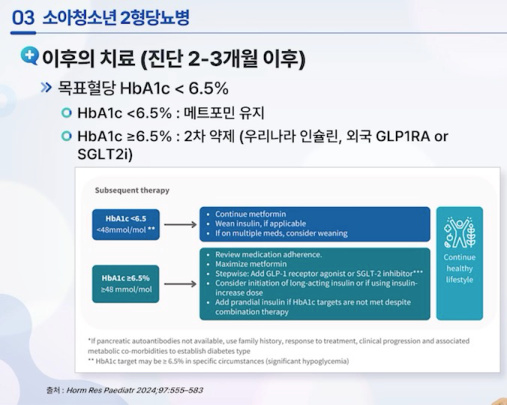 03 소아청소년 2형당뇨병
이후의 치료 (진단 2-3개월 이후)
목표혈당 HbA1c < 6.5%
HbA1c <6.5% : 메트포민 유지
HbA1c ≥6.5% : 2차 약제 (우리나라 인슐린, 외국 GLP1RA or
SGLT2i)
Subsequent therapy
HbA1c <6.5
<48mmol/mol **
• Continue metformin
• Wean insulin, if applicable
• If on multiple meds, consider weaning
HbA1c ≥6.5%
≥48 mmol/mol
• Review medication adherence.
• Maximize metformin
• Stepwise: Add GLP-1 receptor agonist or SGLT-2 inhibitor***
• Consider initiation of long-acting insulin or if using insulin-
increase dose
• Add prandial insulin if HbA1c targets are not met despite
combination therapy
Continue
healthy
lifestyle
*If pancreatic autoantibodies not available, use family history, response to treatment, clinical progression and associated
metabolic co-morbidities to establish diabetes type
** HbA1c target may be ≥ 6.5% in specific circumstances (significant hypoglycemia)
출처 : Horm Res Paediatr 2024;97:555-583